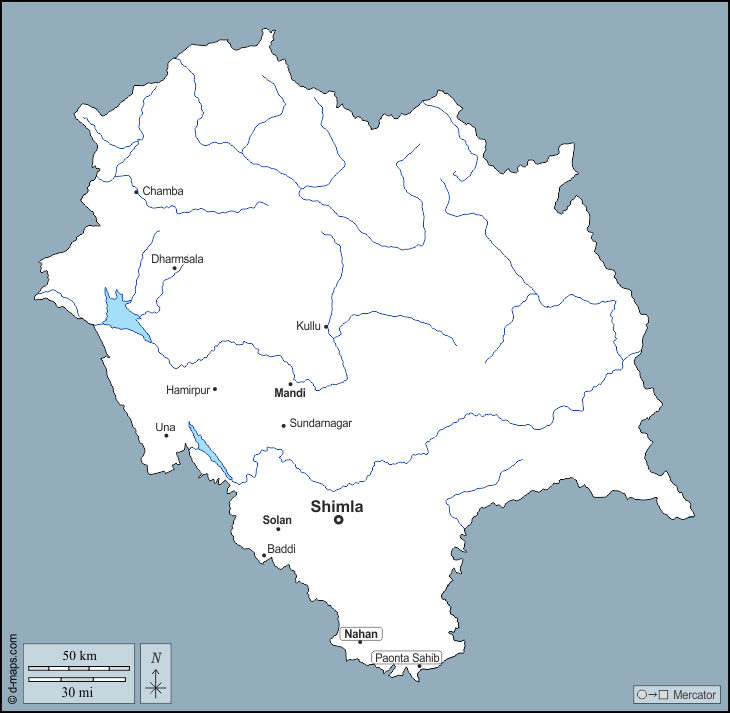 Chamba
Dharmsala
Kullu
Hamirpur
Mandi
Sundarnagar
Una
Shimla
Solan
Baddi
Nahan
Paonta Sahib
50 km
30 mi
N
© d-maps.com
Mercator